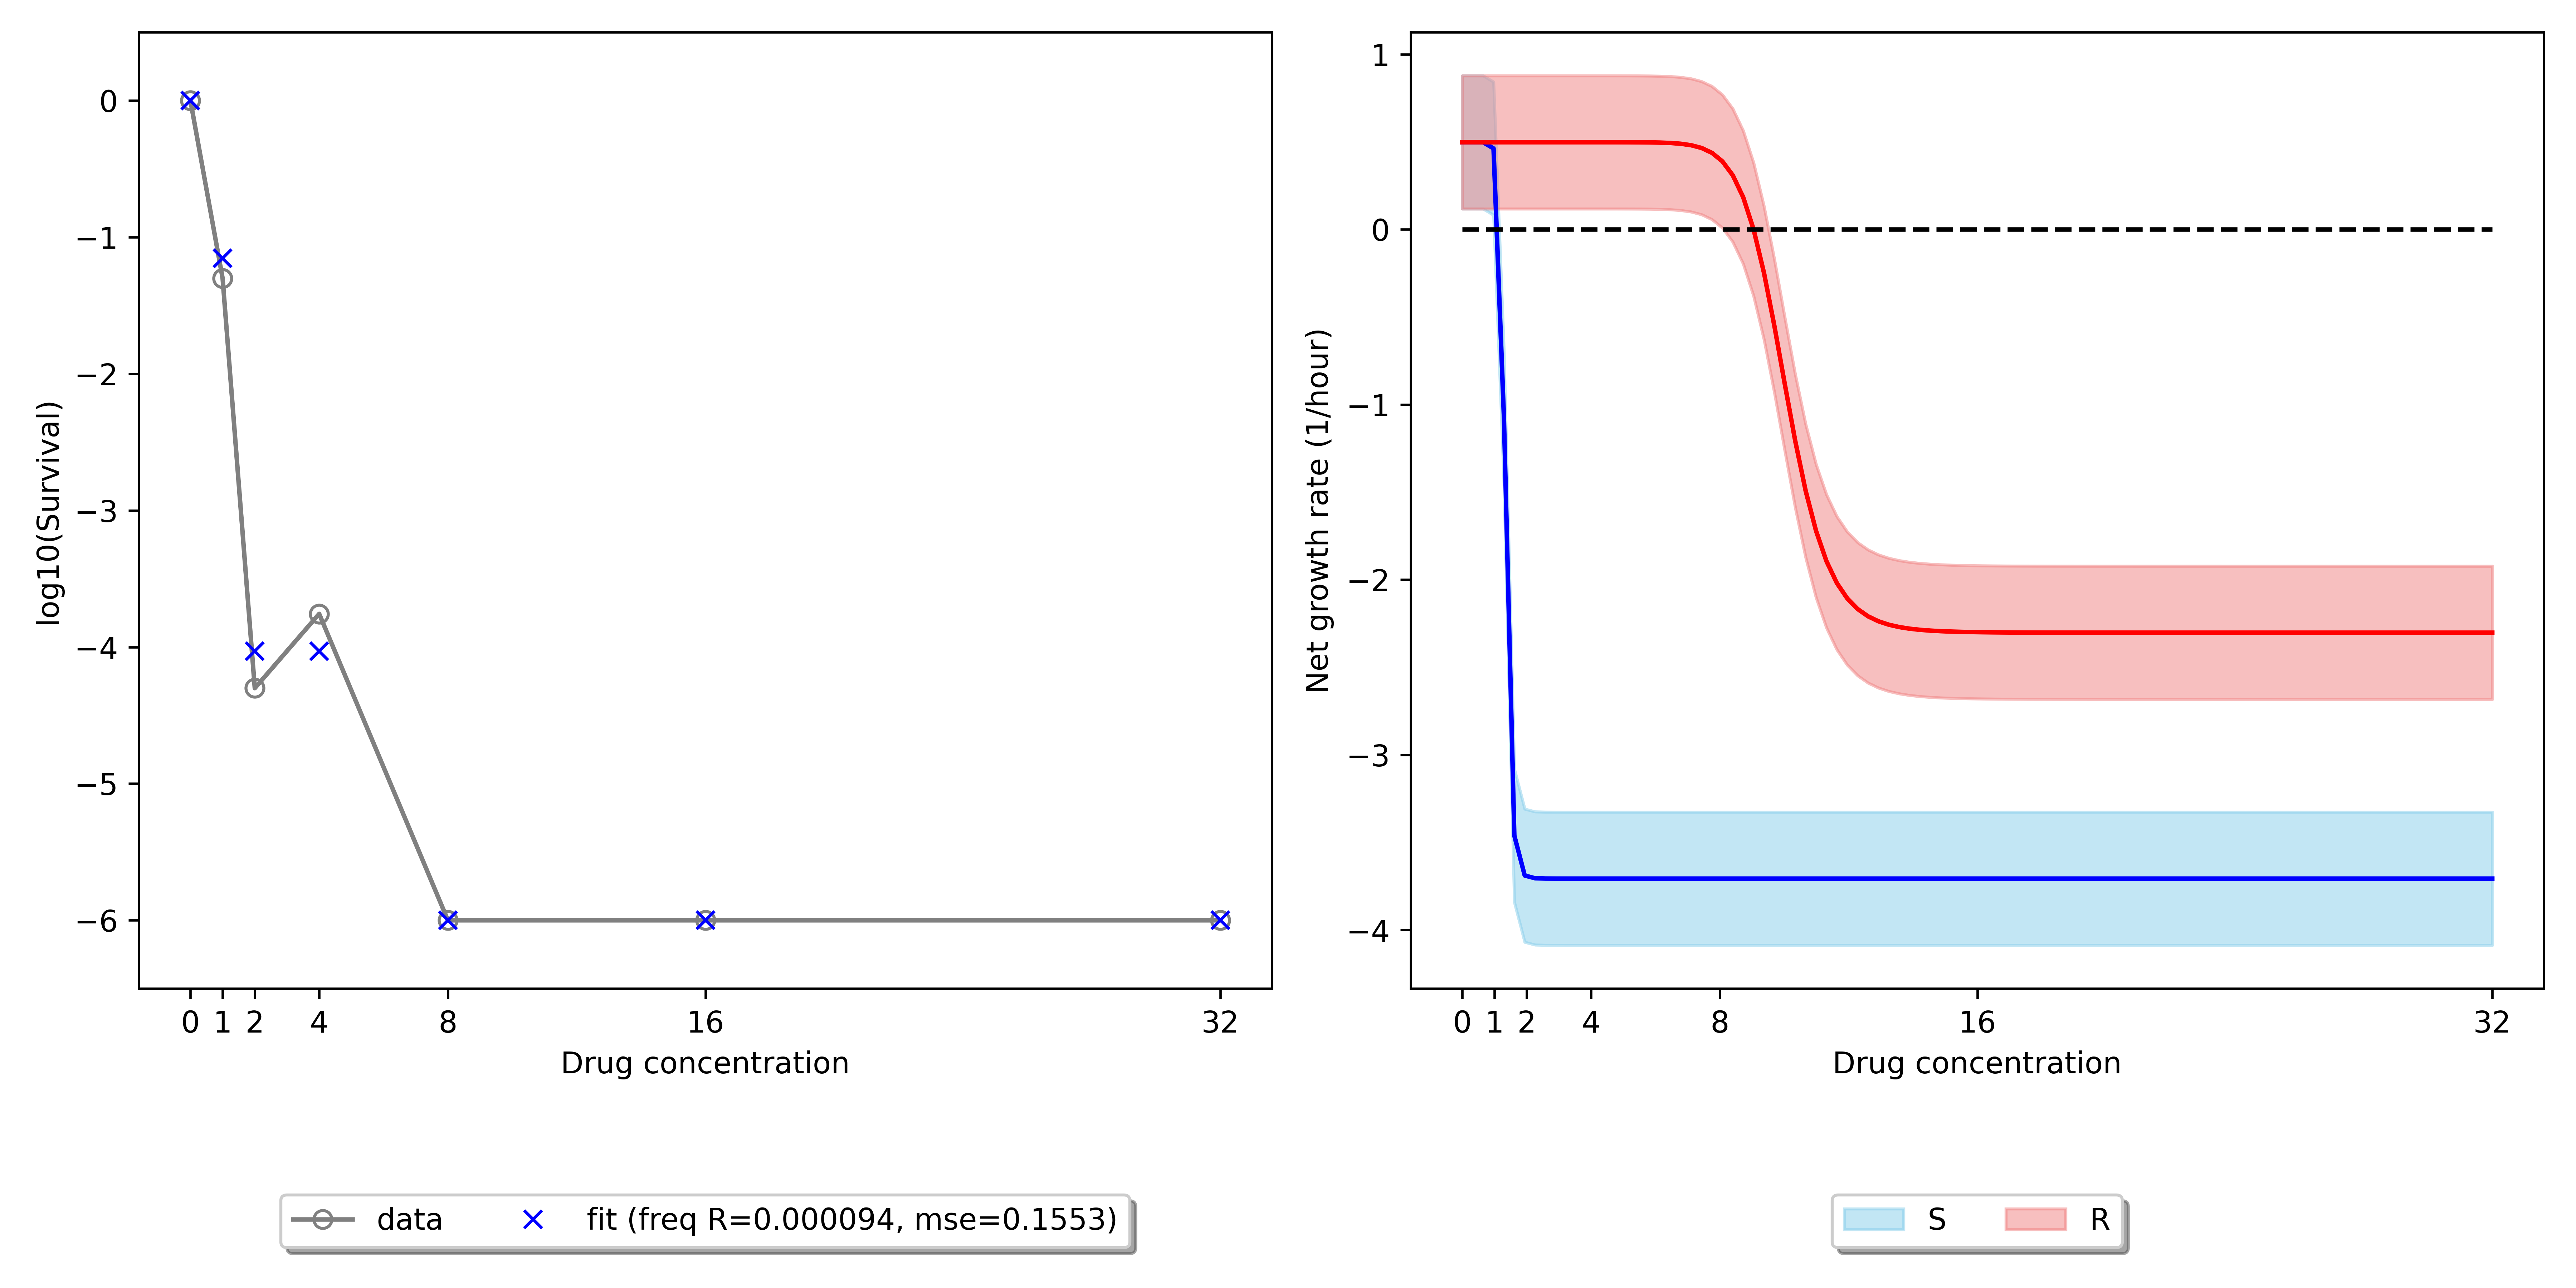 0
−1
−2
−3
−4
−5
−6
log10(Survival)
0 1 2 4 8 16 32
Drug concentration
data fit (freq R=0.000094, mse=0.1553)
1
0
−1
−2
−3
−4
Net growth rate (1/hour)
0 1 2 4 8 16 32
Drug concentration
S R